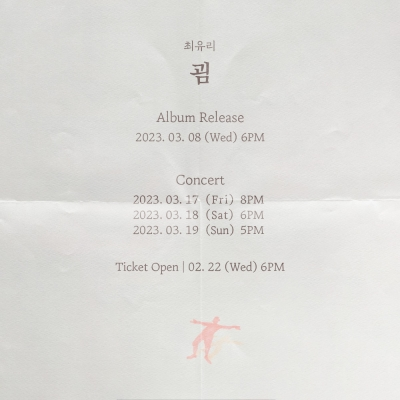 최유리
굄
Album Release
2023. 03. 08 (Wed) 6PM
Concert
2023. 03. 17 (Fri) 8PM
2023. 03. 18 (Sat) 6PM
2023. 03. 19 (Sun) 5PM
Ticket Open | 02. 22 (Wed) 6PM